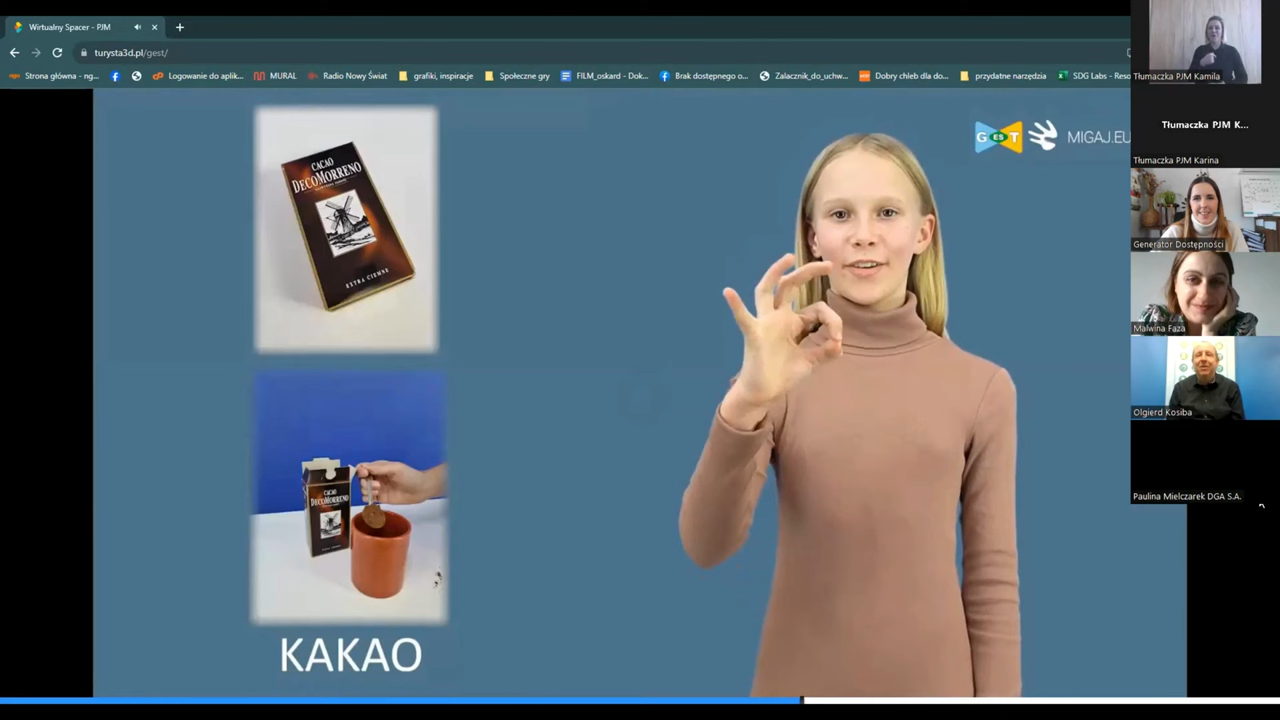 Wirtualny Spacer - PJM
turysta3d.pl/gest/
Strona główna - ng...
Logowanie do aplik...
MURAL
Radio Nowy Świat
grafiki, inspiracje
Społeczne gry
FILM_oskard - Dok...
Brak dostępnego o...
Zalacznik_do_uchw...
Dobry chleb dla do...
przydatne narzędzia
SDG Labs - Reso
Tłumaczka PJM Kamila
Tłumaczka PJM K...
Tłumaczka PJM Karina
Generator Dostępności
Malwina Faza
Olgierd Kosiba
Paulina Mielczarek DGA S.A.
G EST T
MIGAJ.EU
CACAO
DECOMORRENO
EXTRA CIEMNE
CACAO
DECOMORRENO
KAKAO